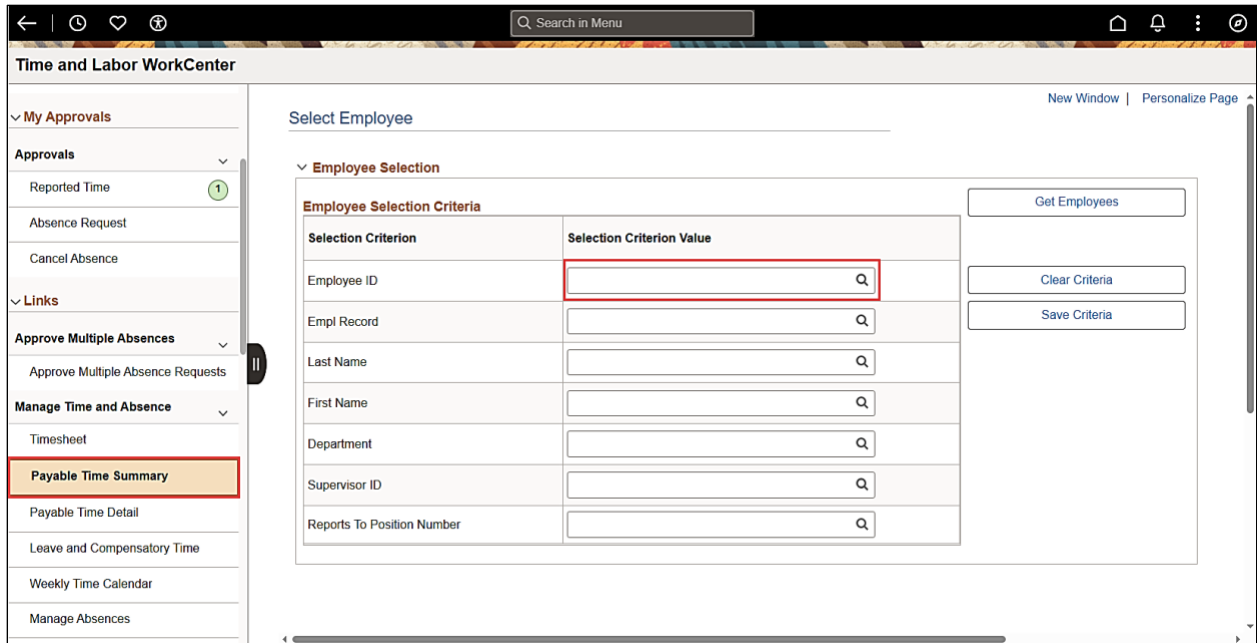 Search in Menu
Time and Labor WorkCenter
New Window | Personalize Page
My Approvals
Approvals
Reported Time 1
Absence Request
Cancel Absence
Links
Approve Multiple Absences
Approve Multiple Absence Requests
Manage Time and Absence
Timesheet
Payable Time Summary
Payable Time Detail
Leave and Compensatory Time
Weekly Time Calendar
Manage Absences
Select Employee
Employee Selection
Employee Selection Criteria
Selection Criterion Selection Criterion Value
Employee ID
Empl Record
Last Name
First Name
Department
Supervisor ID
Reports To Position Number
Get Employees
Clear Criteria
Save Criteria